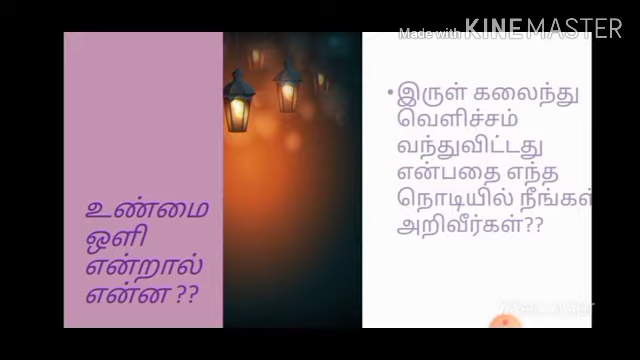 Made with KINEMASTER
உண்மை
ஒளி
என்றால்
என்ன ??
•இருள் கலைந்து
வெளிச்சம்
வந்துவிட்டது
என்பதை எந்த
நொடியில் நீங்கள்
அறிவீர்கள்??